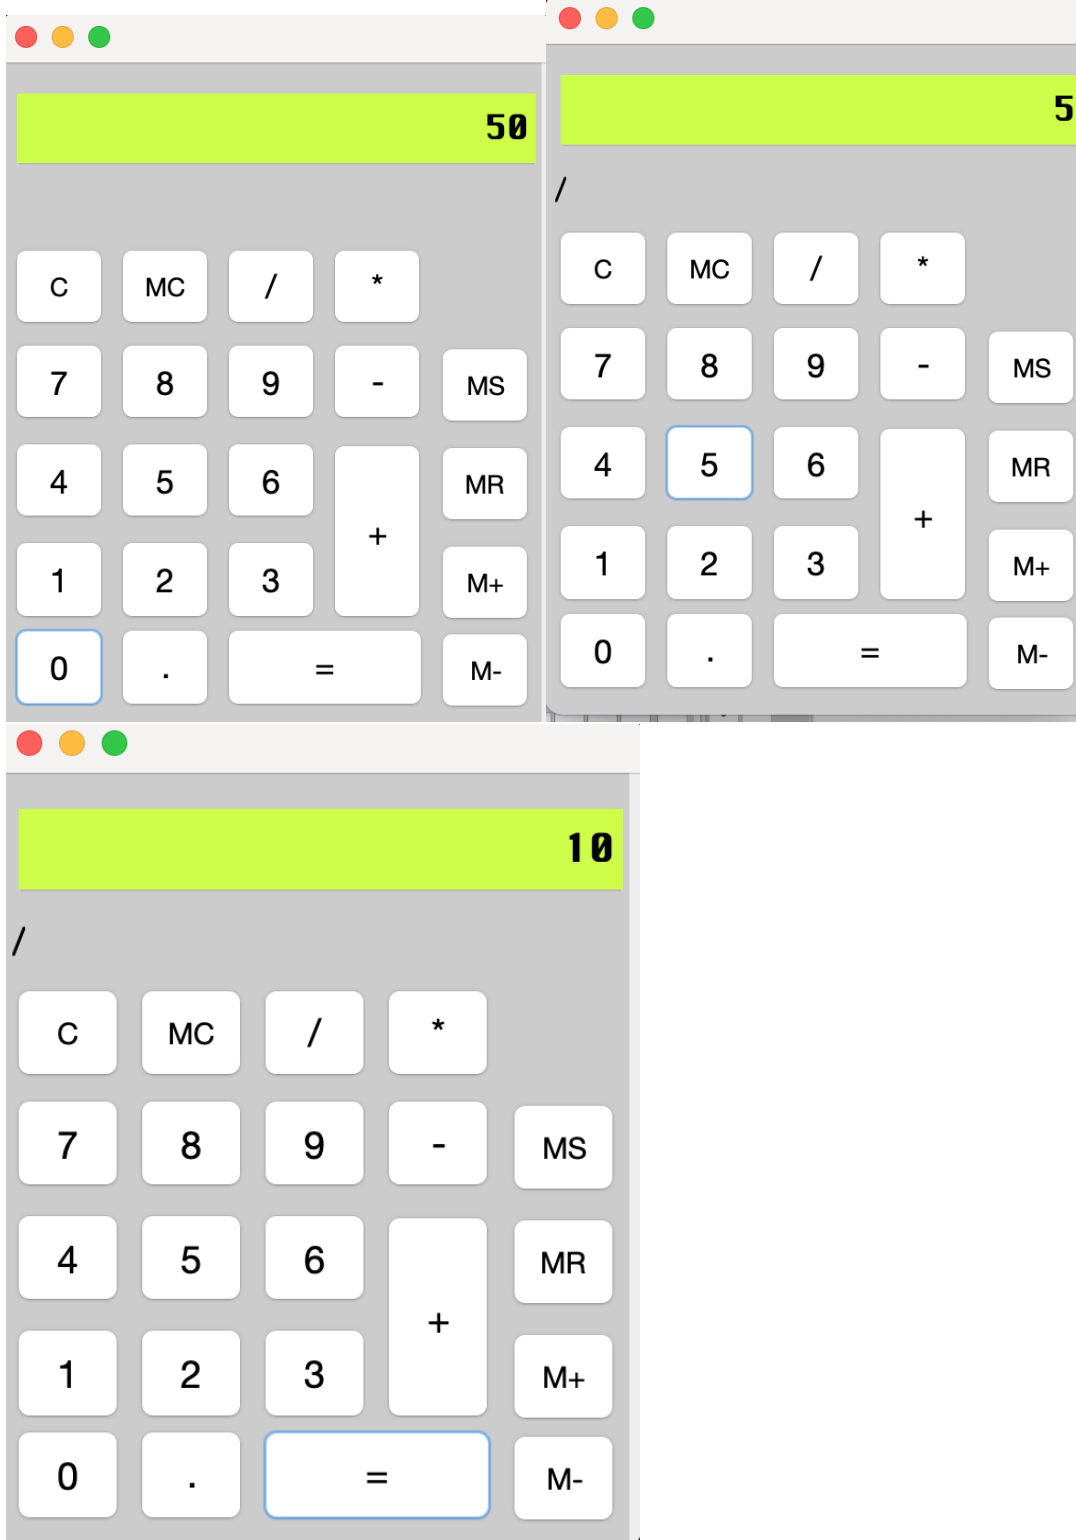 50
C MC / *
7 8 9 - MS
4 5 6 MR
+
1 2 3 M+
0 . = M-
5
/
C MC / *
7 8 9 - MS
4 5 6 MR
+
1 2 3 M+
0 . = M-
10
/
C MC / *
7 8 9 - MS
4 5 6 MR
+
1 2 3 M+
0 . = M-